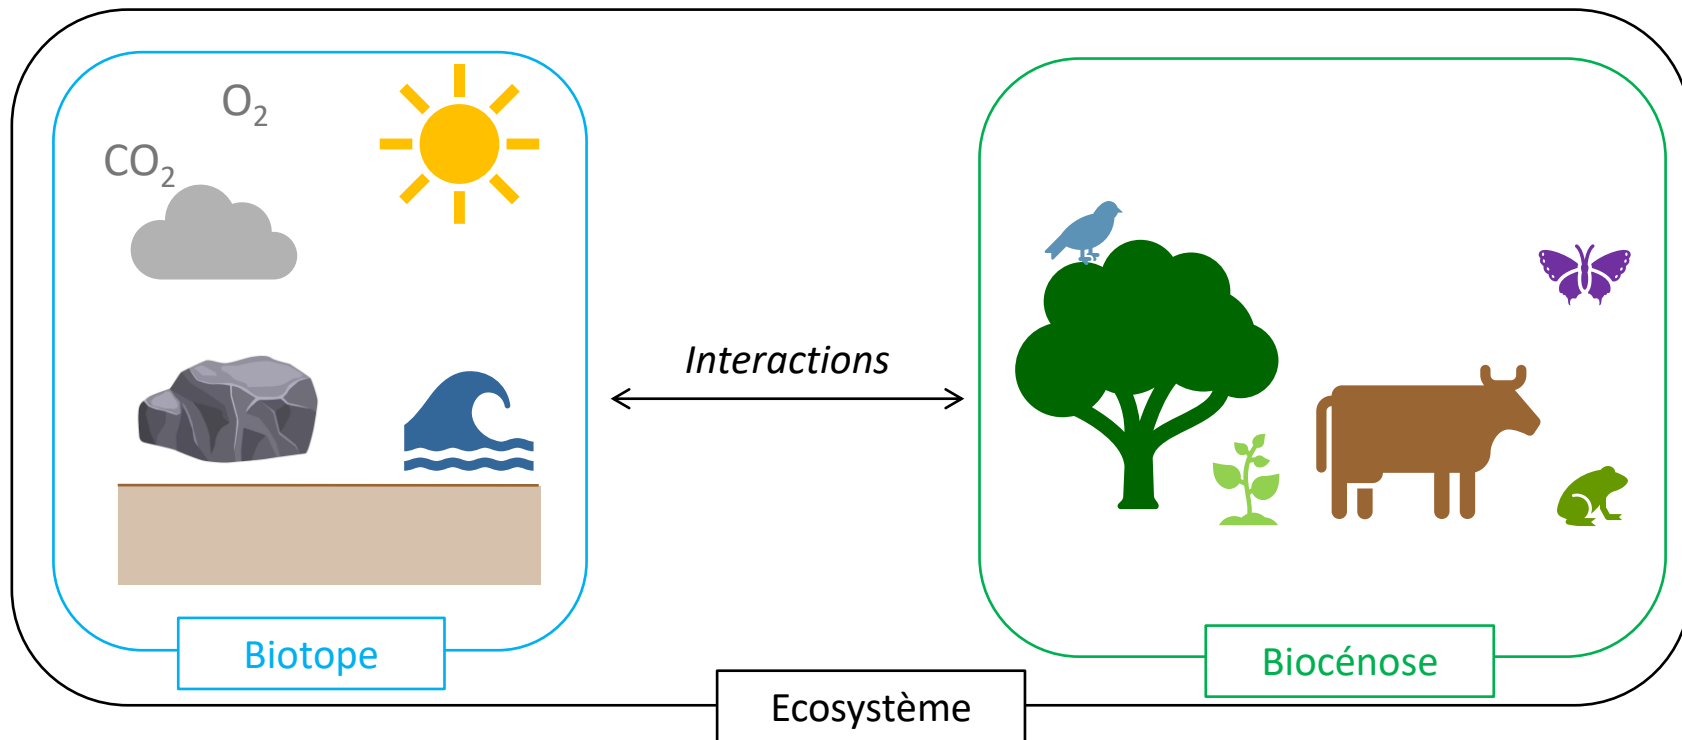 O₂
CO₂
Interactions
Biotope
Biocénose
Ecosystème